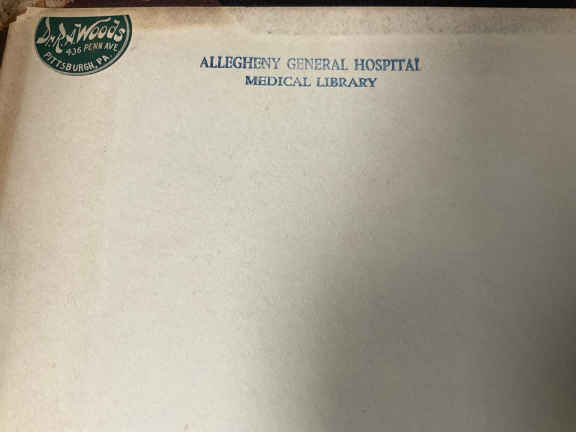 Dr. R.A. Woods
436 PENN AVE.
PITTSBURGH, PA.
ALLEGHENY GENERAL HOSPITAL
MEDICAL LIBRARY